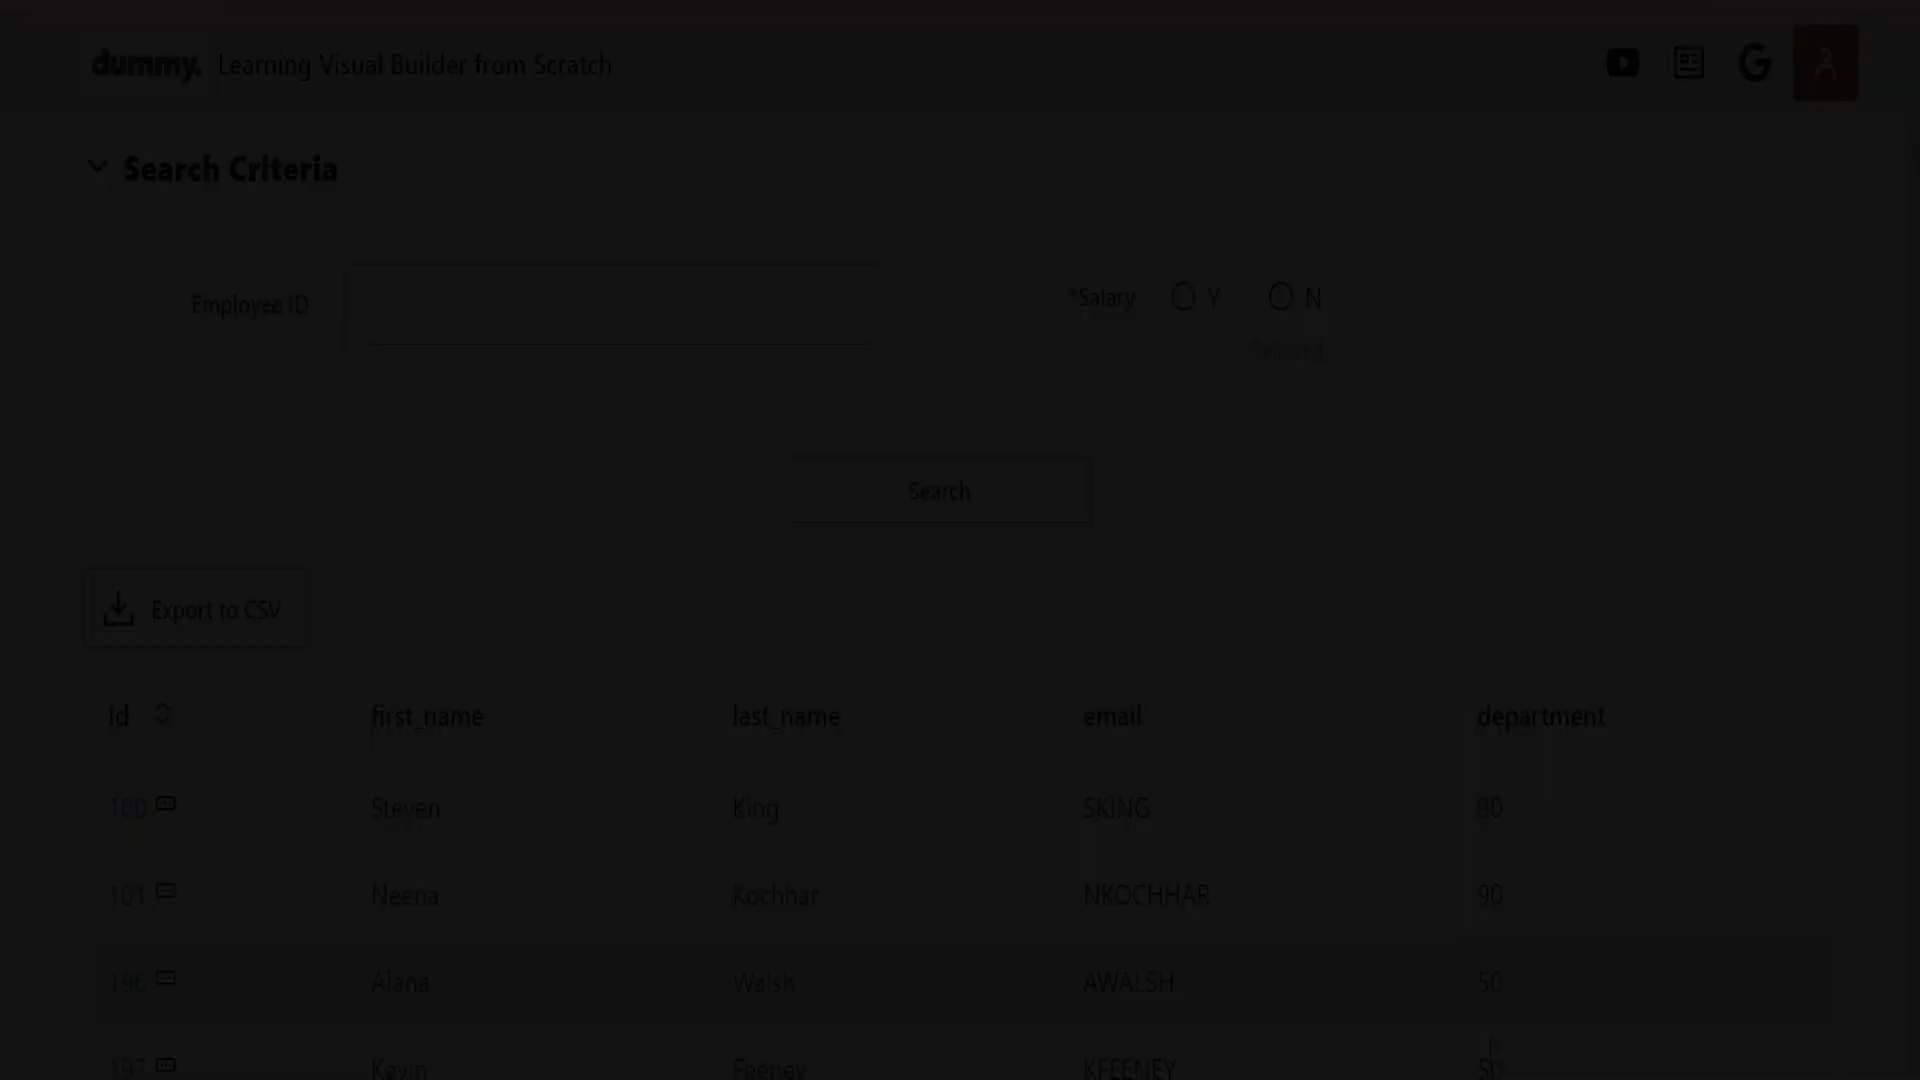 dummy. Learning Visual Builder from Scratch
Search Criteria
Employee ID
*Salary Y N
Search
Export to CSV
Id first_name last_name email department
100 Steven King SKING 90
101 Neena Kochhar NKOCHHAR 90
196 Alana Walsh AWALSH 50
197 Kevin Feeney KFEENEY 50